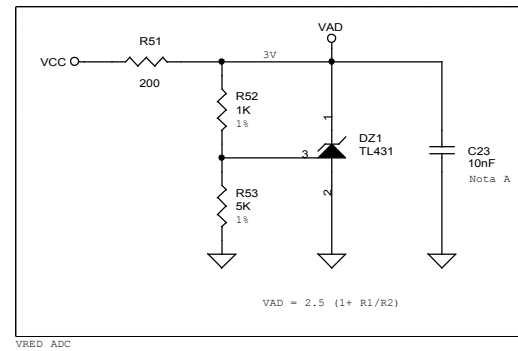 VAD
R51
3V
VCC
200
R52
1K
1%
1
DZ1
TL431
3
C23
10nF
Nota A
2
R53
5K
1%
VAD = 2.5 (1+ R1/R2)
VRED ADC